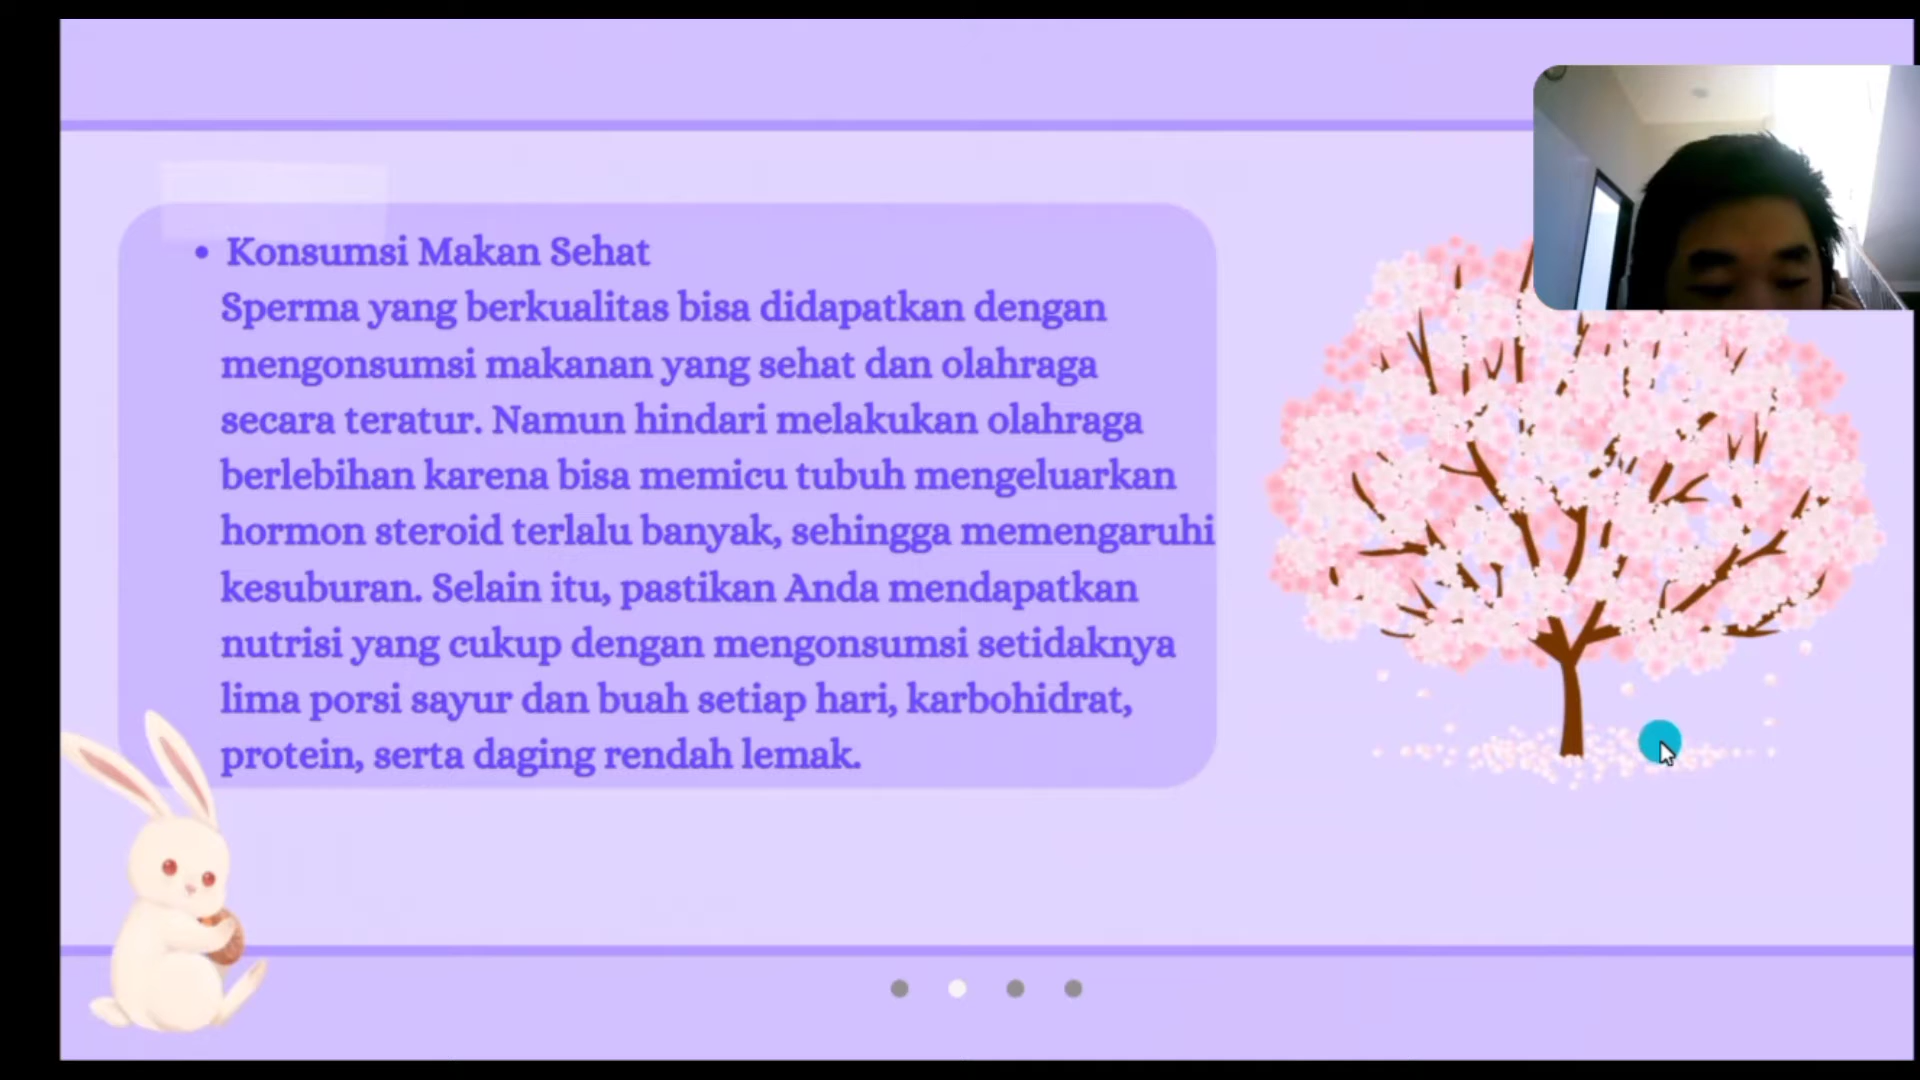 • Konsumsi Makan Sehat
Sperma yang berkualitas bisa didapatkan dengan
mengonsumsi makanan yang sehat dan olahraga
secara teratur. Namun hindari melakukan olahraga
berlebihan karena bisa memicu tubuh mengeluarkan
hormon steroid terlalu banyak, sehingga memengaruhi
kesuburan. Selain itu, pastikan Anda mendapatkan
nutrisi yang cukup dengan mengonsumsi setidaknya
lima porsi sayur dan buah setiap hari, karbohidrat,
protein, serta daging rendah lemak.